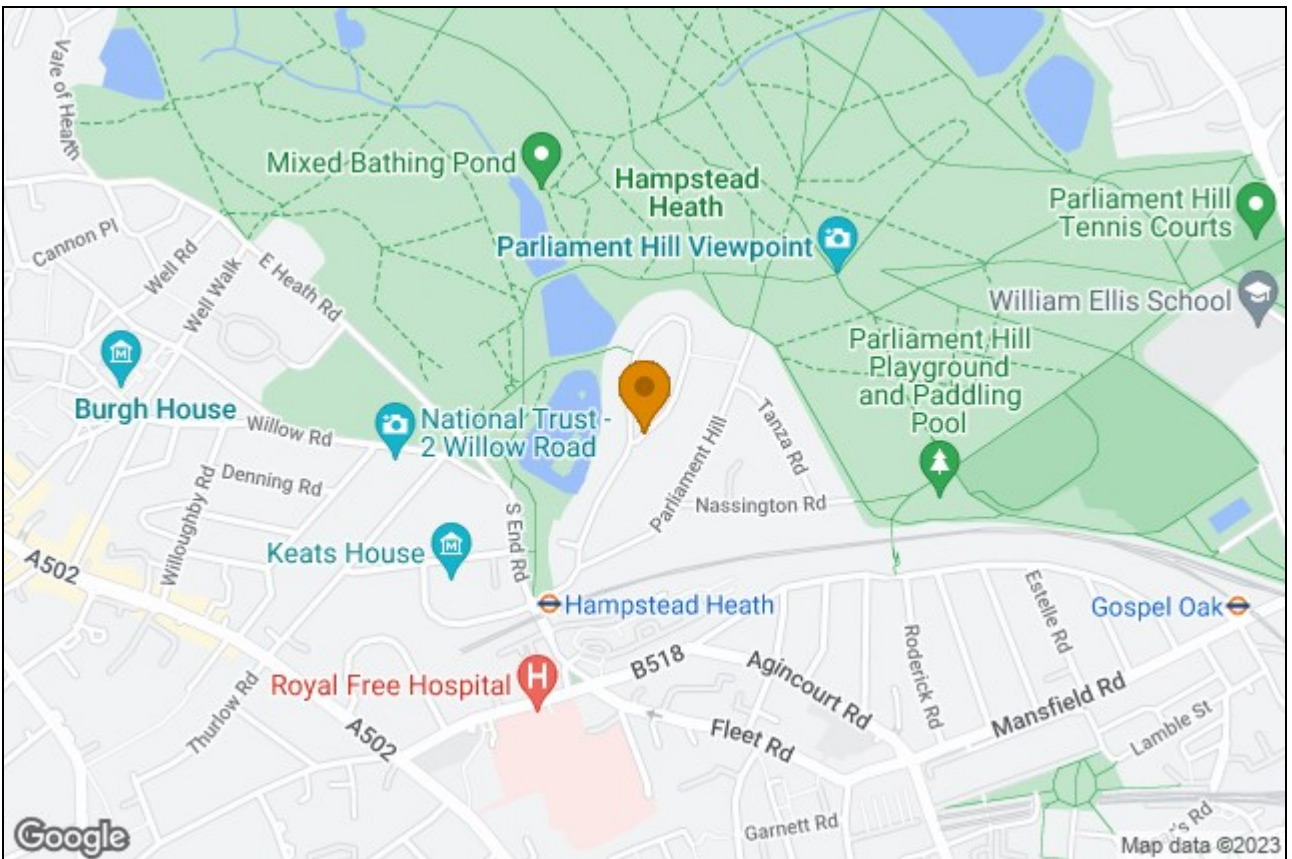 Vale of Health
Mixed Bathing Pond
Hampstead
Heath
Parliament Hill
Tennis Courts
Cannon Pl
Well Rd
Well Walk
E Heath Rd
Parliament Hill Viewpoint
William Ellis School
Parliament Hill
Playground
and Paddling
Pool
Burgh House
Willow Rd
National Trust -
2 Willow Road
Tanza Rd
Parliament Hill
Denning Rd
Willoughby Rd
Nassington Rd
S End Rd
Keats House
A502
Hampstead Heath
Estelle Rd
Gospel Oak
Roderick Rd
B518
Agincourt Rd
Royal Free Hospital
Mansfield Rd
Thurlow Rd
A502
Fleet Rd
Lamble St
Garnett Rd
Google
Map data ©2023